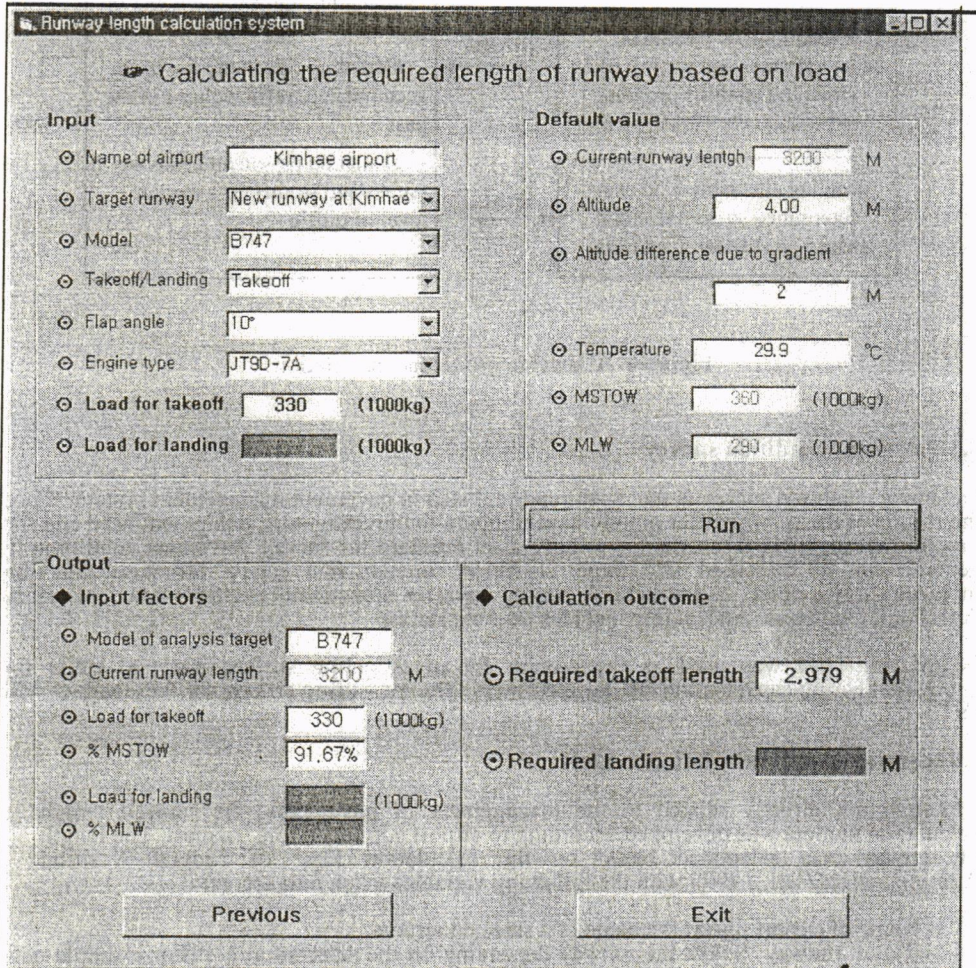 Runway length calculation system
☞ Calculating the required length of runway based on load
Input
Name of airport Kimhae airport
Target runway New runway at Kimhae
Model B747
Takeoff/Landing Takeoff
Flap angle 10°
Engine type JT9D-7A
Load for takeoff 330 (1000kg)
Load for landing (1000kg)
Default value
Current runway lentgh 3200 M
Altitude 4.00 M
Altitude difference due to gradient
2 M
Temperature 29.9 °C
MSTOW 360 (1000kg)
MLW 290 (1000kg)
Run
Output
◆ Input factors
Model of analysis target B747
Current runway length 3200 M
Load for takeoff 330 (1000kg)
% MSTOW 91.67%
Load for landing (1000kg)
% MLW
◆ Calculation outcome
Required takeoff length 2,979 M
Required landing length M
Previous
Exit